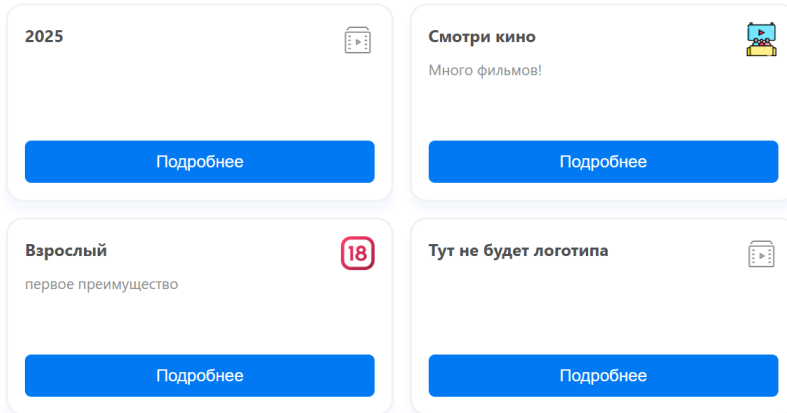 2025
Смотри кино
Много фильмов!
Подробнее
Подробнее
Взрослый
18
Тут не будет логотипа
первое преимущество
Подробнее
Подробнее